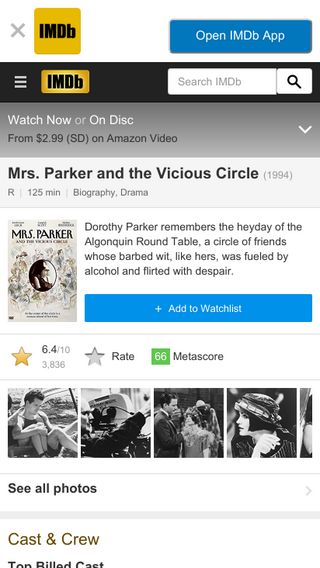 IMDb
Open IMDb App
IMDb
Search IMDb
Watch Now or On Disc
From $2.99 (SD) on Amazon Video
Mrs. Parker and the Vicious Circle (1994)
R | 125 min | Biography, Drama
MRS. PARKER
AND THE VICIOUS CIRCLE
Dorothy Parker remembers the heyday of the
Algonquin Round Table, a circle of friends
whose barbed wit, like hers, was fueled by
alcohol and flirted with despair.
+ Add to Watchlist
6.4/10
3,836
Rate
66 Metascore
See all photos
Cast & Crew
Top Billed Cast